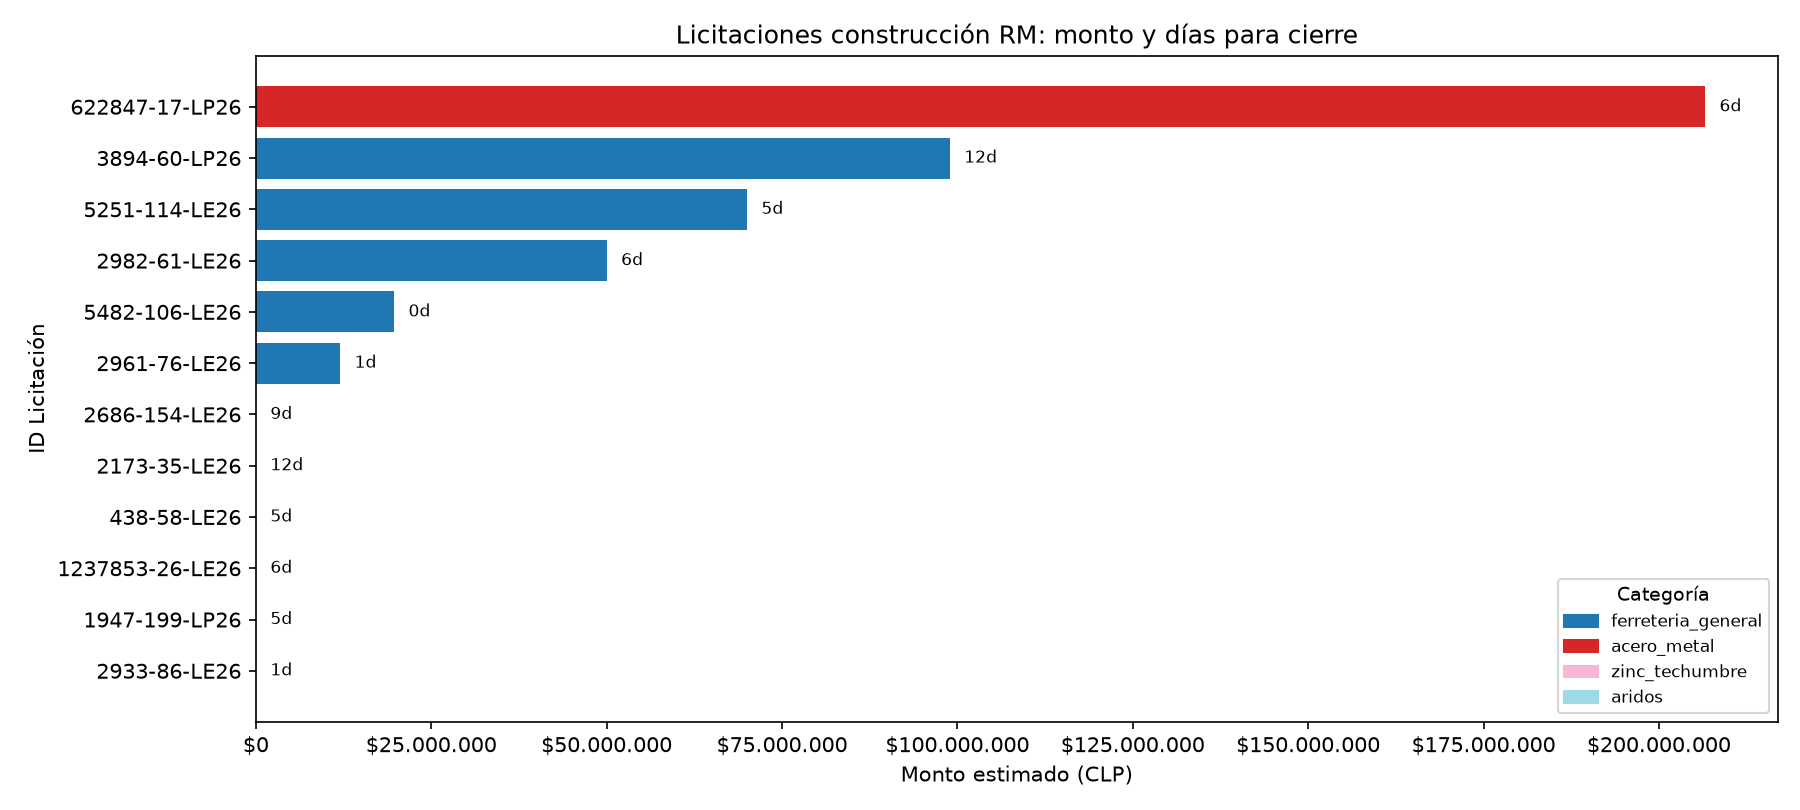 Licitaciones construcción RM: monto y días para cierre
ID Licitación
622847-17-LP26 6d
3894-60-LP26 12d
5251-114-LE26 5d
2982-61-LE26 6d
5482-106-LE26 0d
2961-76-LE26 1d
2686-154-LE26 9d
2173-35-LE26 12d
438-58-LE26 5d
1237853-26-LE26 6d
1947-199-LP26 5d
2933-86-LE26 1d
Categoría
ferreteria_general
acero_metal
zinc_techumbre
aridos
$0 $25.000.000 $50.000.000 $75.000.000 $100.000.000 $125.000.000 $150.000.000 $175.000.000 $200.000.000
Monto estimado (CLP)